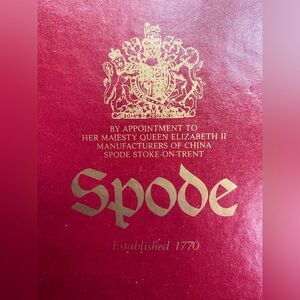 BY APPOINTMENT TO
HER MAJESTY QUEEN ELIZABETH II
MANUFACTURERS OF CHINA
SPODE STOKE-ON-TRENT
Spode
Established 1770